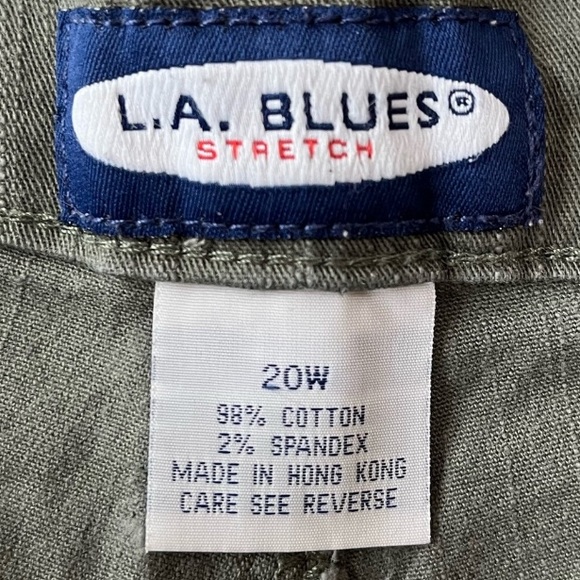 L.A. BLUES®
STRETCH
20W
98% COTTON
2% SPANDEX
MADE IN HONG KONG
CARE SEE REVERSE